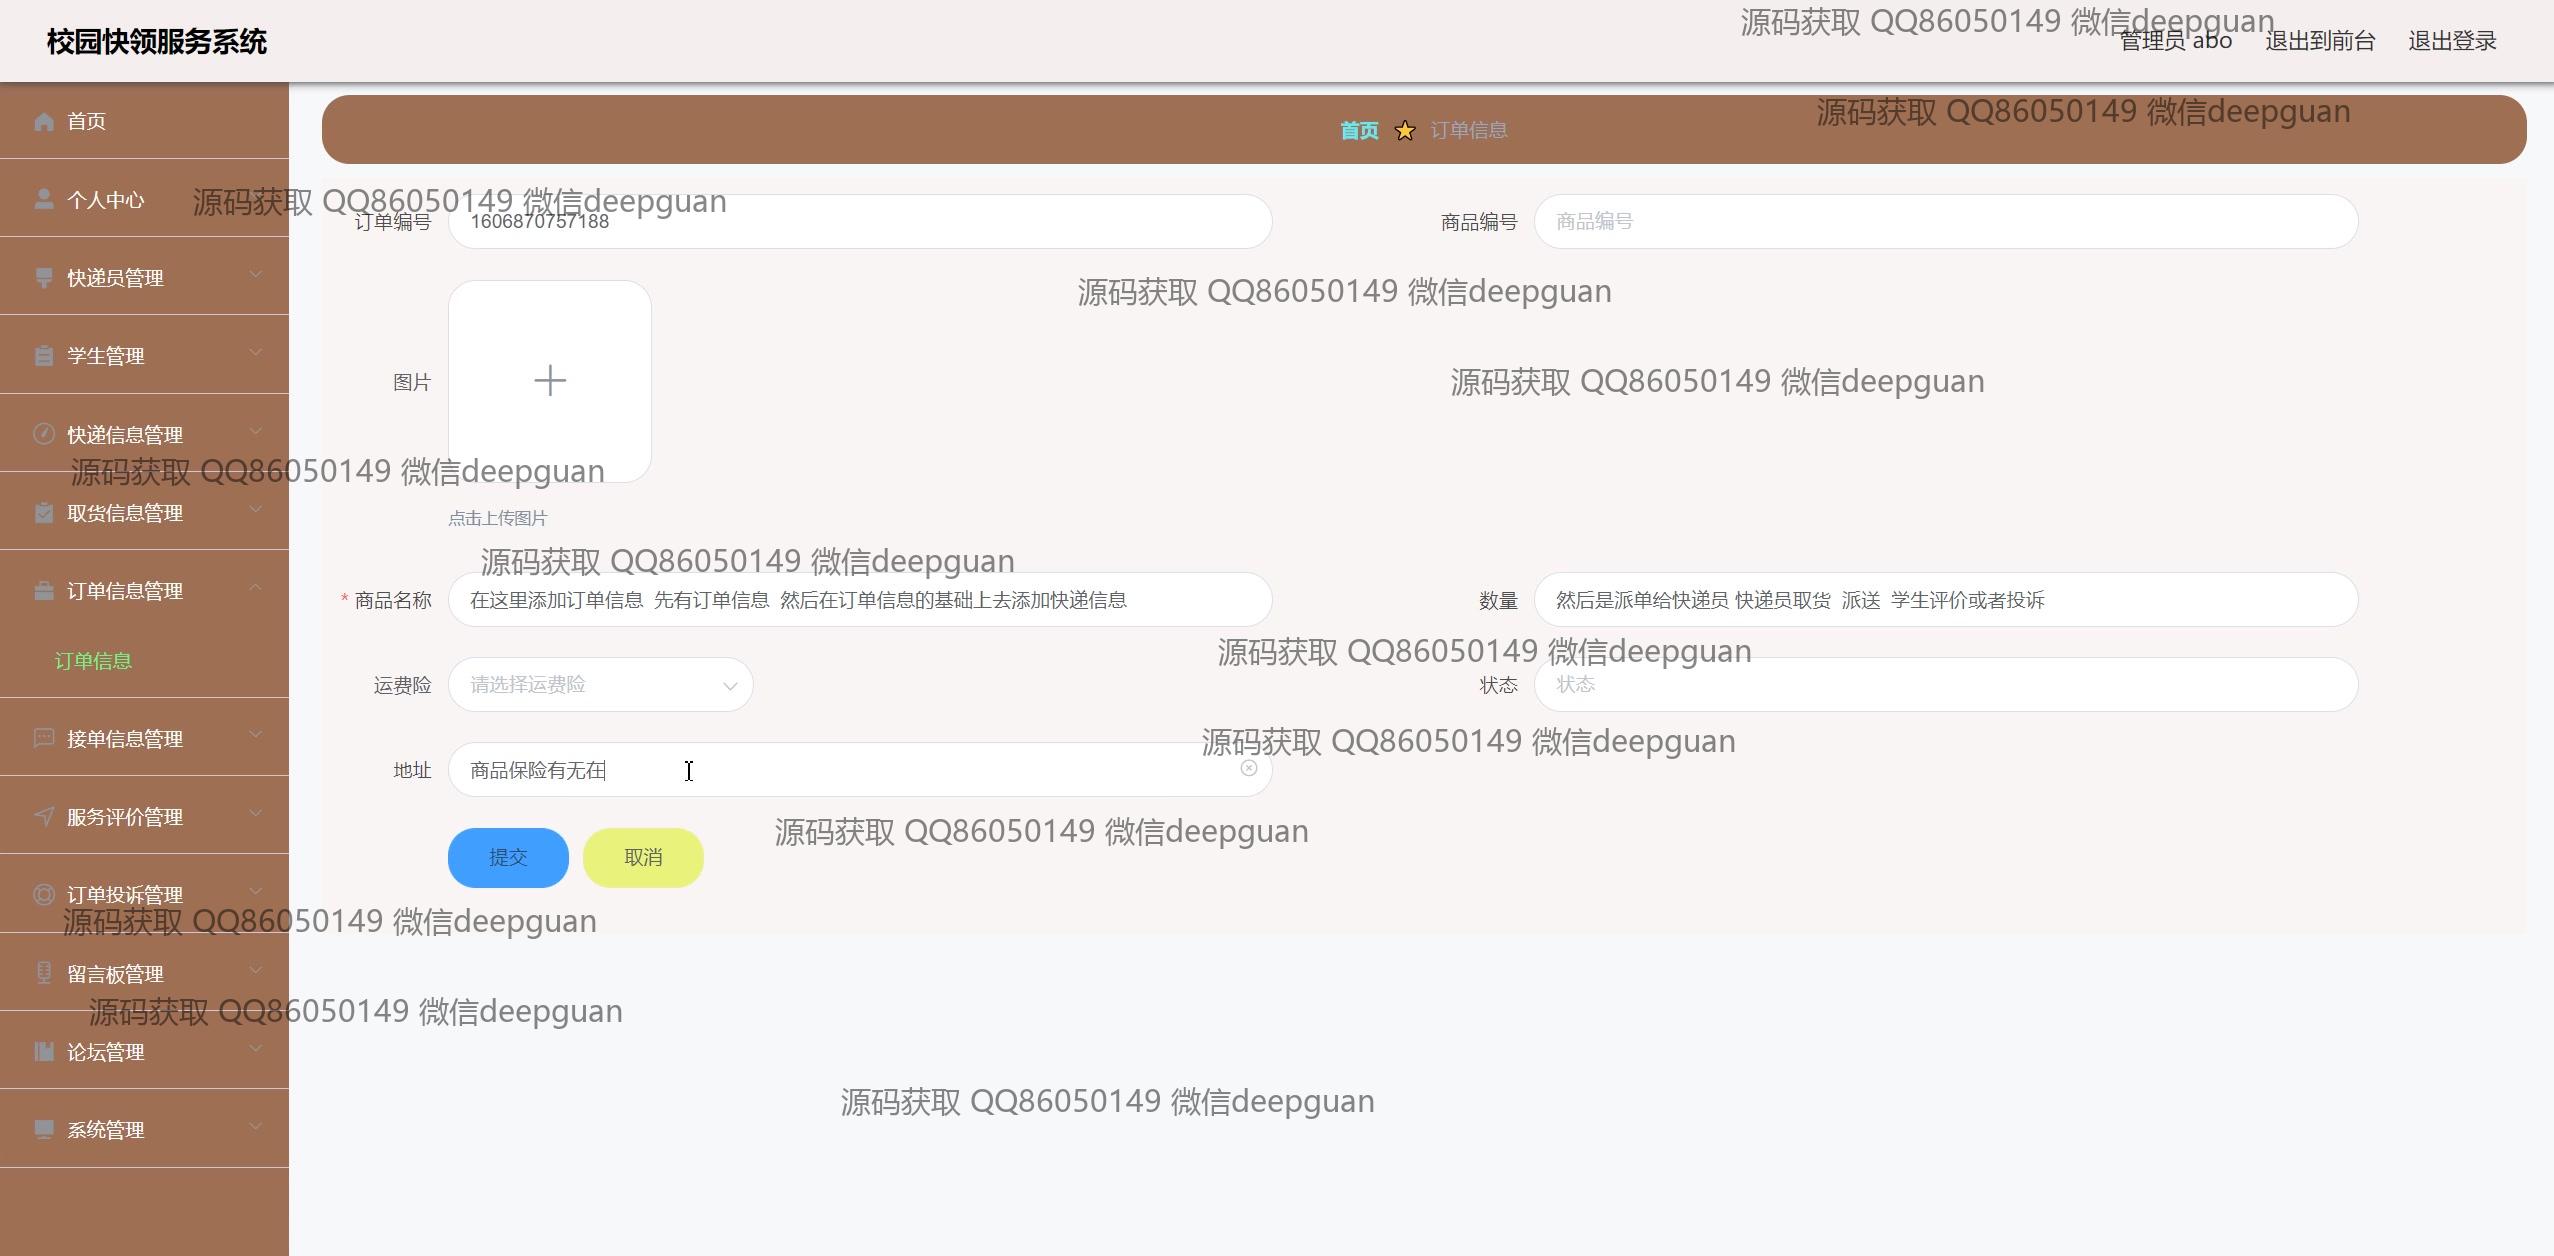 校园快领服务系统
源码获取 QQ86050149 微信deepguan
管理员 abo 退出到前台 退出登录
首页
首页 订单信息
源码获取 QQ86050149 微信deepguan
个人中心
源码获取 QQ86050149 微信deepguan
订单编号 1606870757188
商品编号 商品编号
快递员管理
源码获取 QQ86050149 微信deepguan
学生管理
图片
源码获取 QQ86050149 微信deepguan
快递信息管理
源码获取 QQ86050149 微信deepguan
取货信息管理
点击上传图片
源码获取 QQ86050149 微信deepguan
订单信息管理
* 商品名称 在这里添加订单信息 先有订单信息 然后在订单信息的基础上去添加快递信息
数量 然后是派单给快递员 快递员取货 派送 学生评价或者投诉
源码获取 QQ86050149 微信deepguan
订单信息
运费险 请选择运费险
状态 状态
接单信息管理
源码获取 QQ86050149 微信deepguan
地址 商品保险有无在
服务评价管理
源码获取 QQ86050149 微信deepguan
提交 取消
订单投诉管理
源码获取 QQ86050149 微信deepguan
留言板管理
源码获取 QQ86050149 微信deepguan
论坛管理
源码获取 QQ86050149 微信deepguan
系统管理